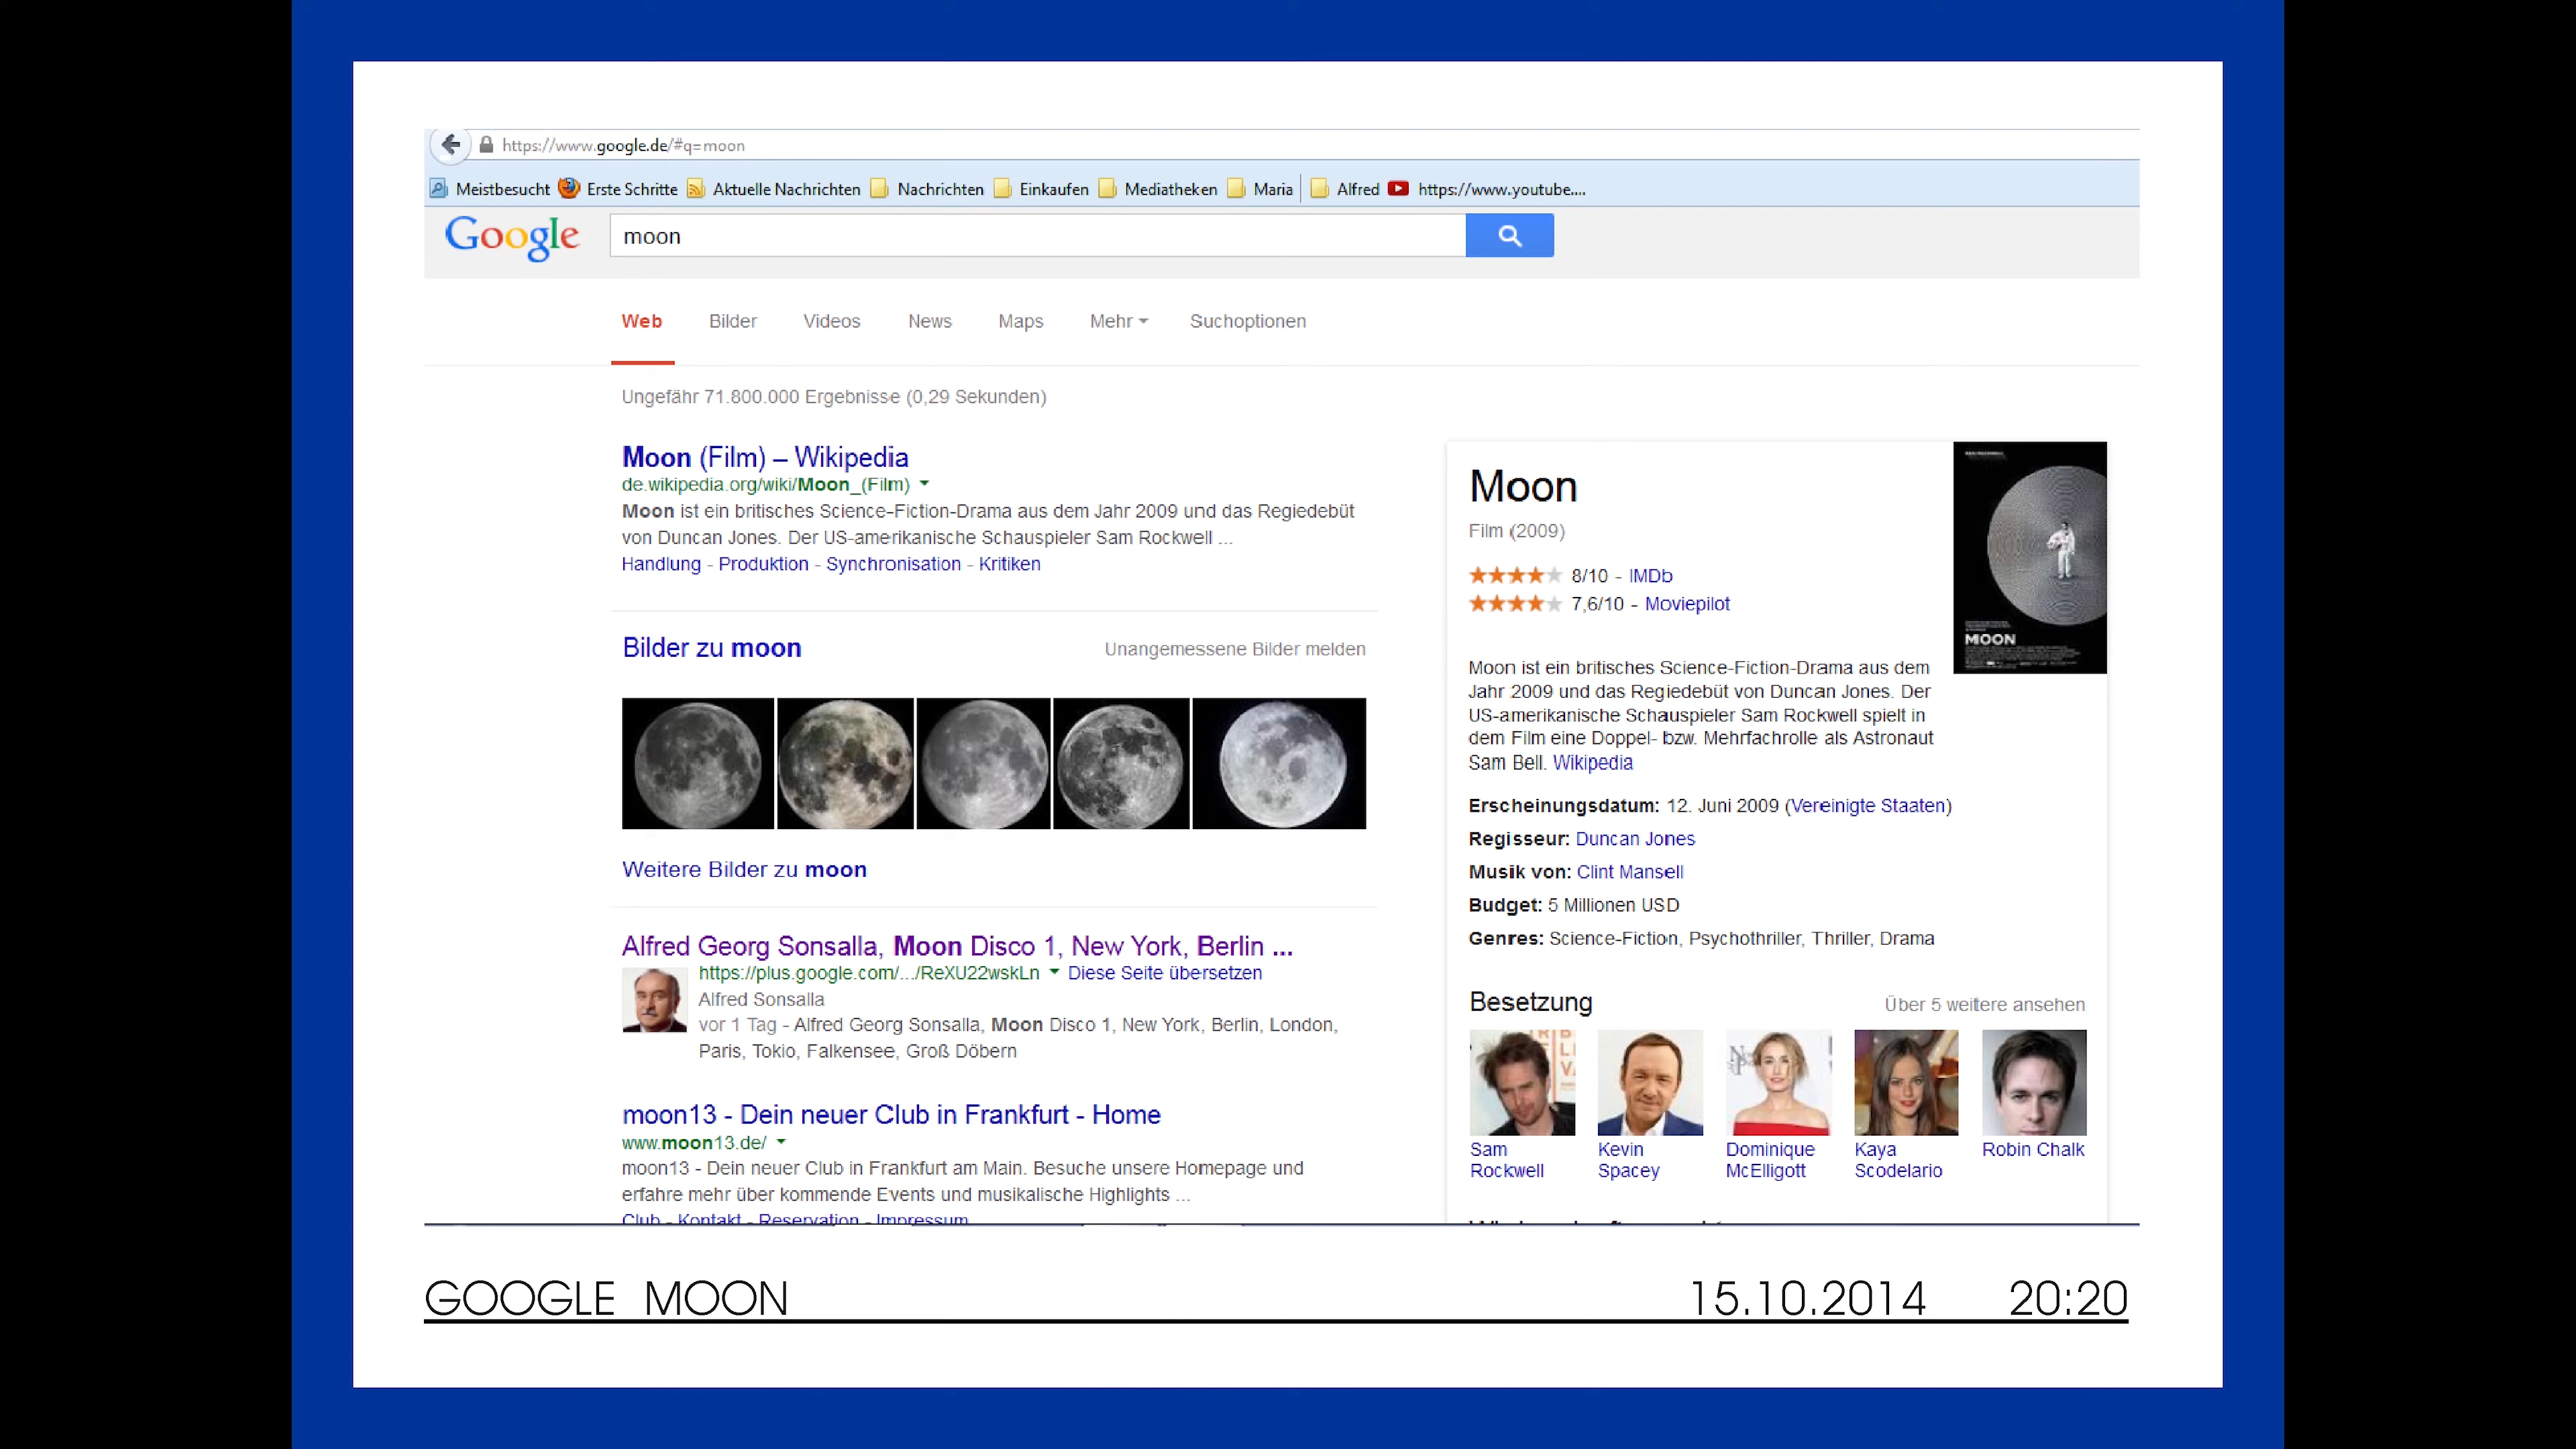 https://www.google.de/#q=moon
Meistbesucht Erste Schritte Aktuelle Nachrichten Nachrichten Einkaufen Mediatheken Maria Alfred https://www.youtube....
Google moon
Web Bilder Videos News Maps Mehr Suchoptionen
Ungefähr 71.800.000 Ergebnisse (0,29 Sekunden)
Moon (Film) – Wikipedia
de.wikipedia.org/wiki/Moon_(Film)
Moon ist ein britisches Science-Fiction-Drama aus dem Jahr 2009 und das Regiedebüt
von Duncan Jones. Der US-amerikanische Schauspieler Sam Rockwell ...
Handlung - Produktion - Synchronisation - Kritiken
Bilder zu moon Unangemessene Bilder melden
Weitere Bilder zu moon
Alfred Georg Sonsalla, Moon Disco 1, New York, Berlin ...
https://plus.google.com/.../ReXU22wskLn Diese Seite übersetzen
Alfred Sonsalla
vor 1 Tag - Alfred Georg Sonsalla, Moon Disco 1, New York, Berlin, London,
Paris, Tokio, Falkensee, Groß Döbern
moon13 - Dein neuer Club in Frankfurt - Home
www.moon13.de/
moon13 - Dein neuer Club in Frankfurt am Main. Besuche unsere Homepage und
erfahre mehr über kommende Events und musikalische Highlights ...
Club - Kontakt - Reservation - Impressum
Moon
Film (2009)
8/10 - IMDb
7,6/10 - Moviepilot
MOON
Moon ist ein britisches Science-Fiction-Drama aus dem
Jahr 2009 und das Regiedebüt von Duncan Jones. Der
US-amerikanische Schauspieler Sam Rockwell spielt in
dem Film eine Doppel- bzw. Mehrfachrolle als Astronaut
Sam Bell. Wikipedia
Erscheinungsdatum: 12. Juni 2009 (Vereinigte Staaten)
Regisseur: Duncan Jones
Musik von: Clint Mansell
Budget: 5 Millionen USD
Genres: Science-Fiction, Psychothriller, Thriller, Drama
Besetzung Über 5 weitere ansehen
Sam Rockwell
Kevin Spacey
Dominique McElligott
Kaya Scodelario
Robin Chalk
GOOGLE MOON 15.10.2014 20:20